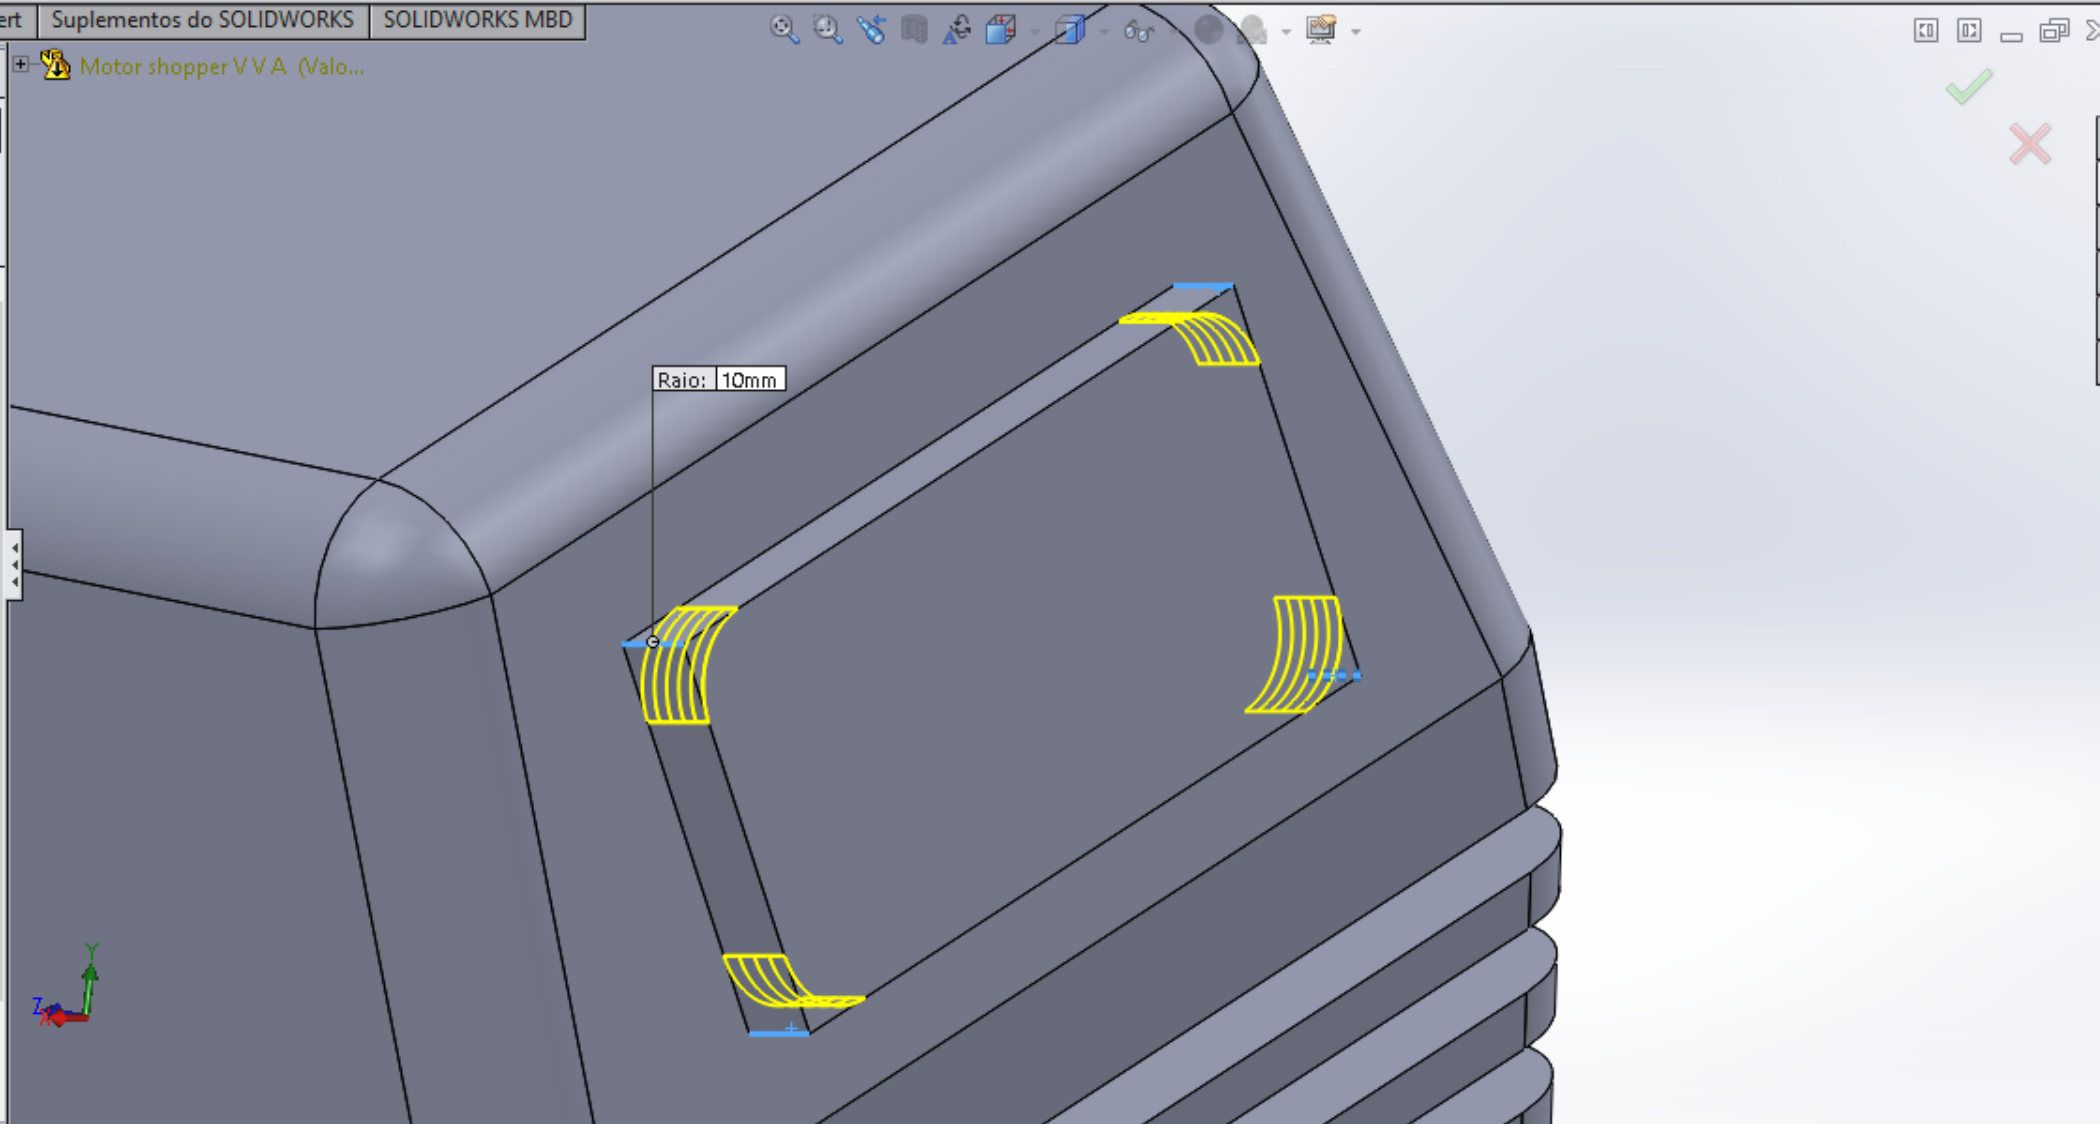 ert Suplementos do SOLIDWORKS SOLIDWORKS MBD
Motor shopper V V A (Valo...
Raio: 10mm
Y
Z
X